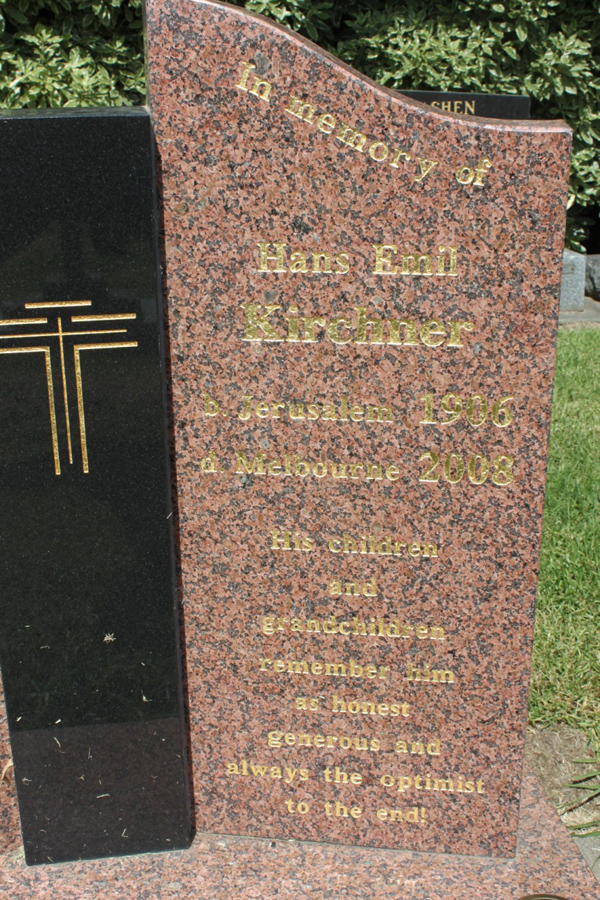 SHEN
In memory of
Hans Emil
Kirchner
b. Jerusalem 1906
d. Melbourne 2008
His children
and
grandchildren
remember him
as honest
generous and
always the optimist
to the end!